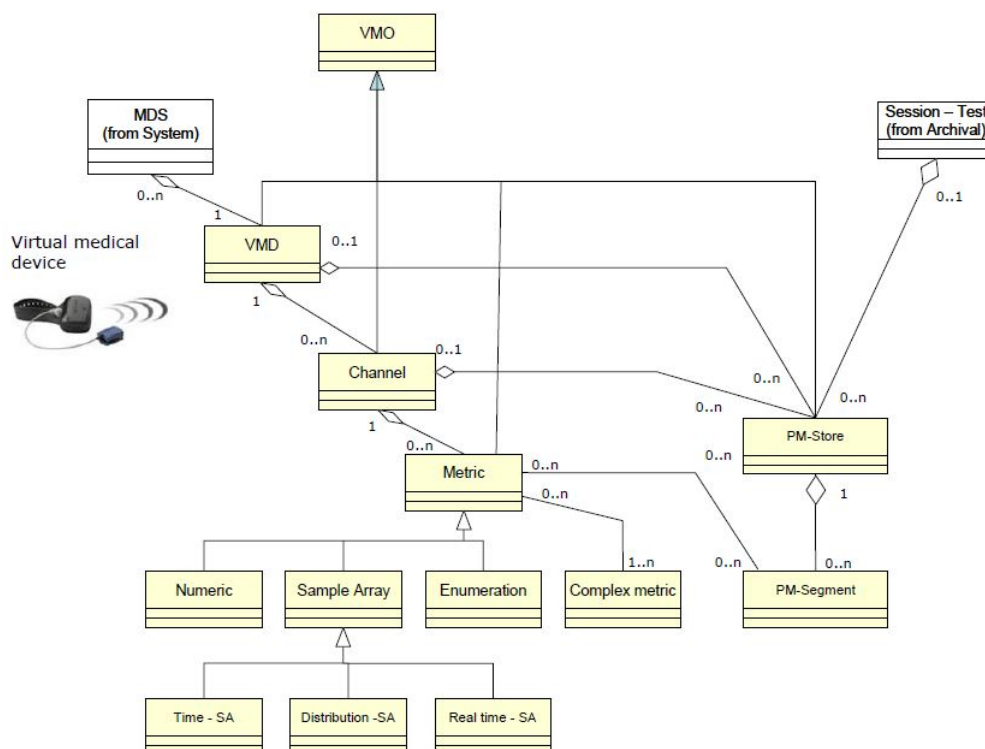 VMO
MDS
(from System)
Session – Test
(from Archival)
0..n
0..1
1
Virtual medical
device
VMD
0..1
1
0..n
Channel
0..1
0..n
0..n
0..n
1
0..n
PM-Store
0..n
Metric
0..n
0..n
1
1..n
0..n
0..n
Numeric
Sample Array
Enumeration
Complex metric
PM-Segment
Time - SA
Distribution -SA
Real time - SA